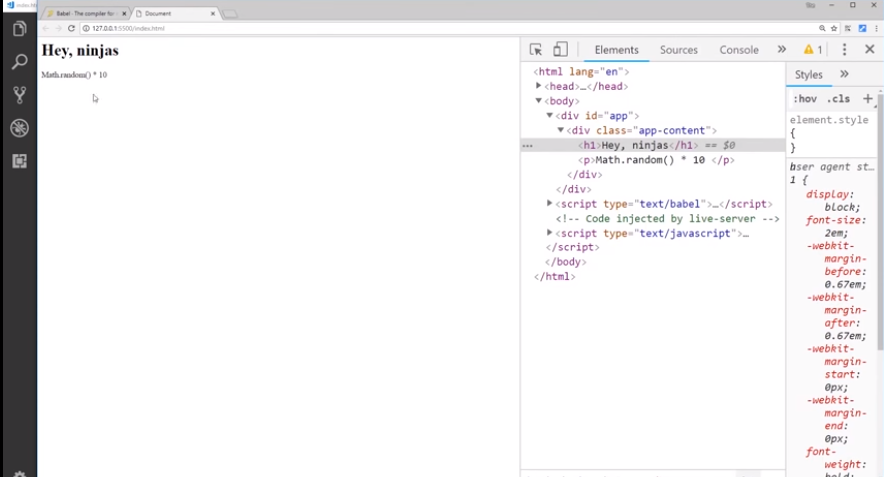 Babel · The compiler for
Document
127.0.0.1:5500/index.html
Hey, ninjas
Math.random() * 10
Elements
Sources
Console
»
1
<html lang="en">
<head>…</head>
<body>
<div id="app">
<div class="app-content">
<h1>Hey, ninjas</h1> == $0
<p>Math.random() * 10 </p>
</div>
</div>
<script type="text/babel">…</script>
<!-- Code injected by live-server -->
<script type="text/javascript">…
</script>
</body>
</html>
Styles
»
:hov .cls +
element.style
{
}
user agent st…
1 {
display:
block;
font-size:
2em;
-webkit-
margin-
before:
0.67em;
-webkit-
margin-
after:
0.67em;
-webkit-
margin-
start:
0px;
-webkit-
margin-
end:
0px;
font-
weight:
bold;